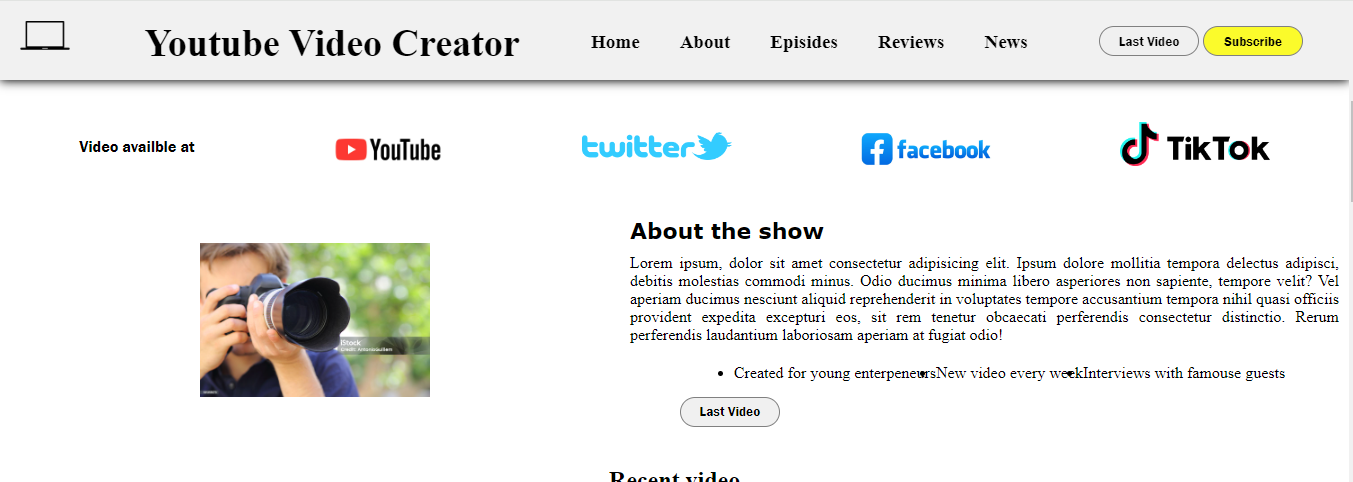 Youtube Video Creator
Home About Episides Reviews News
Last Video Subscribe
Video availble at
YouTube
twitter
facebook
TikTok
iStock
About the show
Lorem ipsum, dolor sit amet consectetur adipisicing elit. Ipsum dolore mollitia tempora delectus adipisci,
debitis molestias commodi minus. Odio ducimus minima libero asperiores non sapiente, tempore velit? Vel
aperiam ducimus nesciunt aliquid reprehenderit in voluptates tempore accusantium tempora nihil quasi officiis
provident expedita excepturi eos, sit rem tenetur obcaecati perferendis consectetur distinctio. Rerum
perferendis laudantium laboriosam aperiam at fugiat odio!
Created for young enterpeneurs New video every week Interviews with famouse guests
Last Video
Recent video